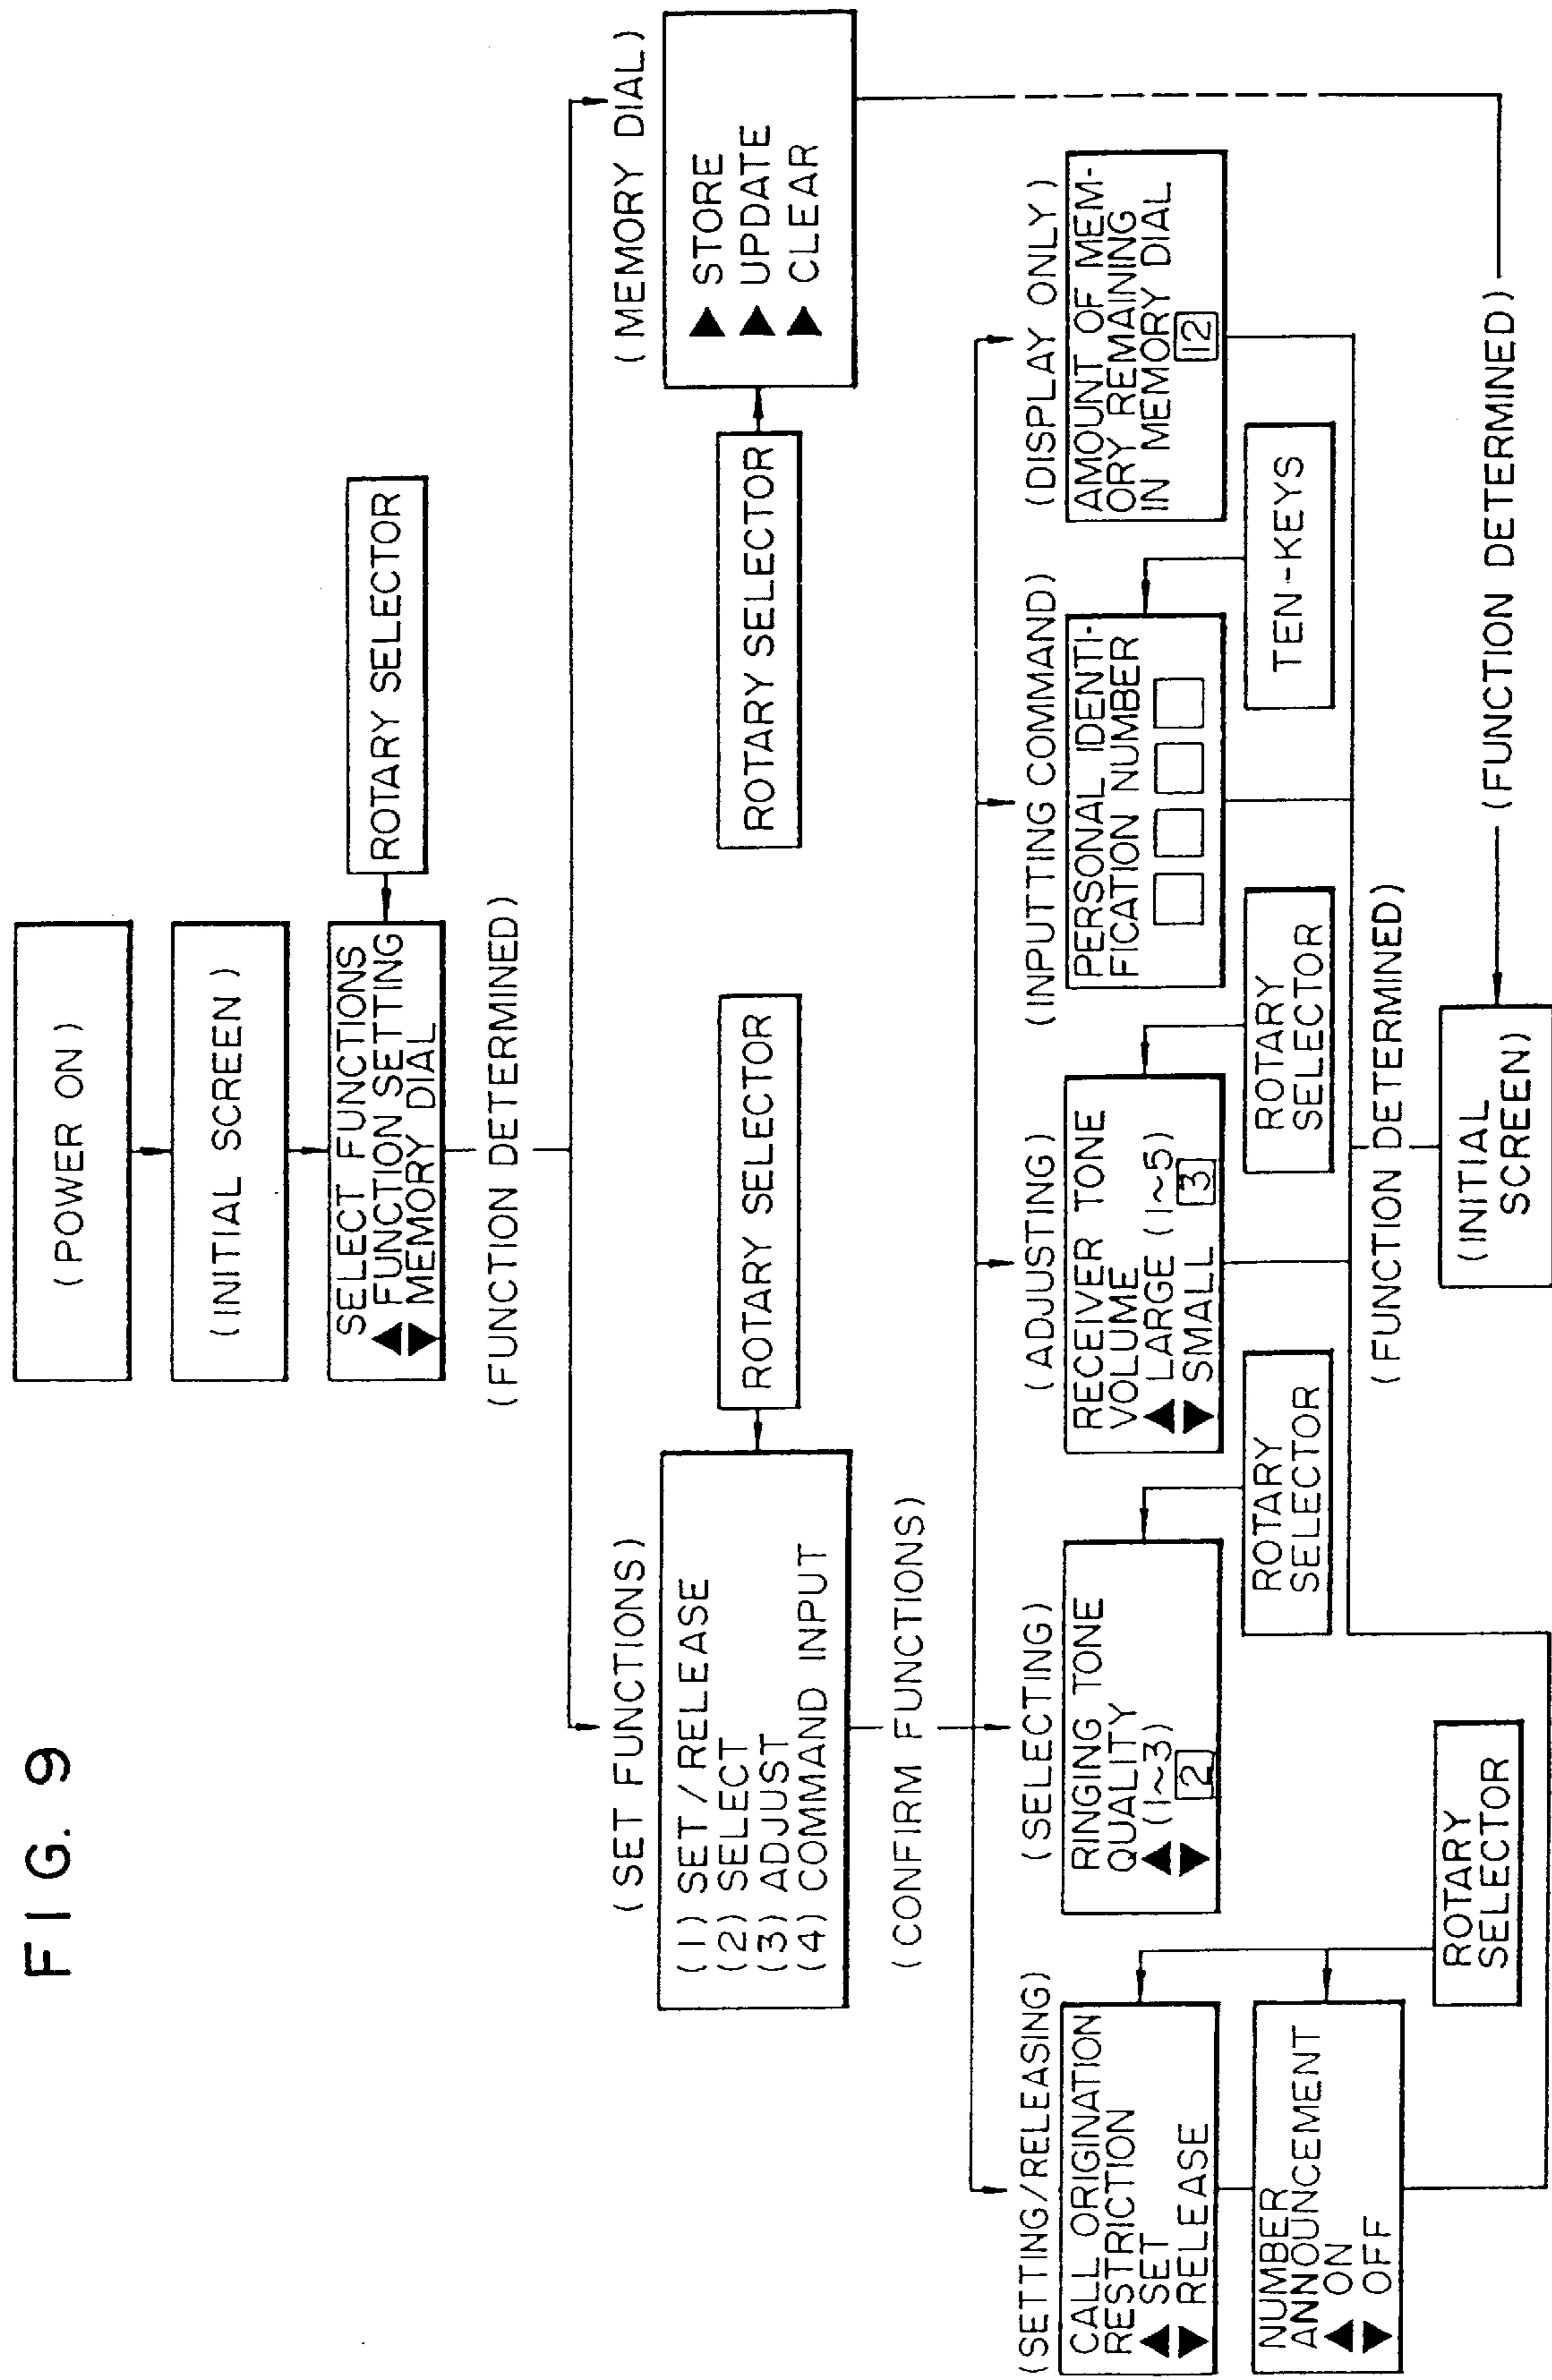 FIG. 9
(POWER ON)
(INITIAL SCREEN)
SELECT FUNCTIONS
▲ FUNCTION SETTING
▼ MEMORY DIAL
ROTARY SELECTOR
(FUNCTION DETERMINED)
(SET FUNCTIONS)
(1) SET/RELEASE
(2) SELECT
(3) ADJUST
(4) COMMAND INPUT
ROTARY SELECTOR
ROTARY SELECTOR
(MEMORY DIAL)
▶ STORE
▶ UPDATE
▶ CLEAR
(CONFIRM FUNCTIONS)
(SETTING/RELEASING)
CALL ORIGINATION
RESTRICTION
▲ SET
▼ RELEASE
NUMBER
ANNOUNCEMENT
▲ ON
▼ OFF
ROTARY
SELECTOR
(SELECTING)
RINGING TONE
QUALITY
▲ (1~3)
▼ 2
ROTARY
SELECTOR
(ADJUSTING)
RECEIVER TONE
VOLUME
▲ LARGE (1~5)
▼ SMALL 3
ROTARY
SELECTOR
(INPUTTING COMMAND)
PERSONAL IDENTI-
FICATION NUMBER
TEN-KEYS
(DISPLAY ONLY)
AMOUNT OF MEM-
ORY REMAINING
IN MEMORY DIAL
12
(FUNCTION DETERMINED)
(INITIAL
SCREEN)
(FUNCTION DETERMINED)